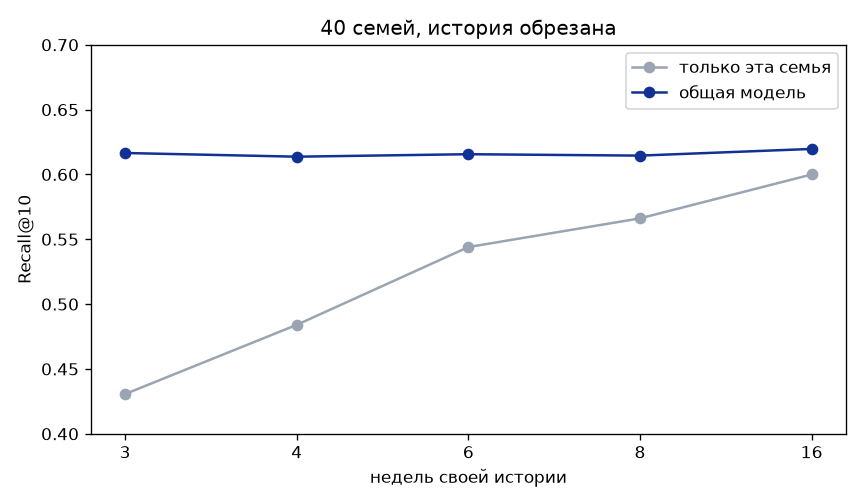 40 семей, история обрезана
только эта семья
общая модель
Recall@10
0.70
0.65
0.60
0.55
0.50
0.45
0.40
3 4 6 8 16
недель своей истории